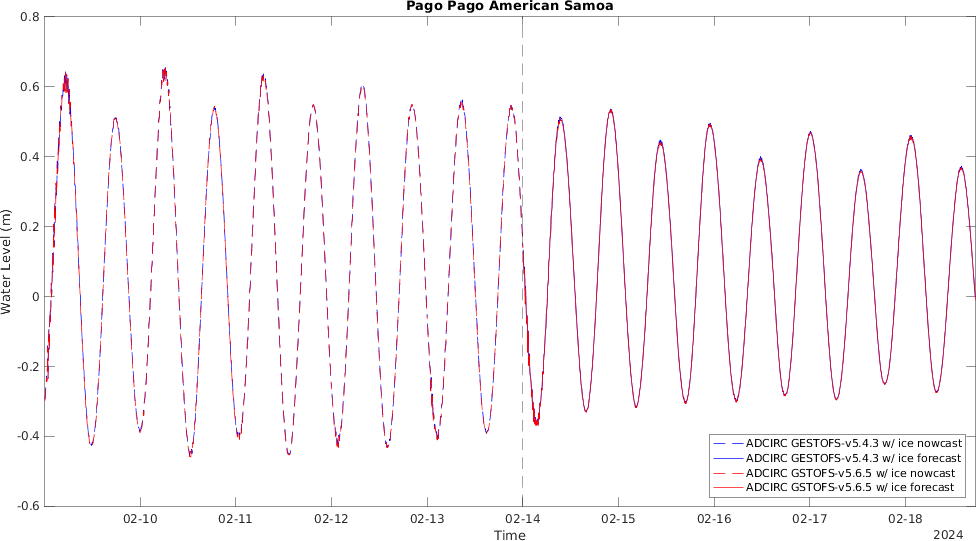 Pago Pago American Samoa
Water Level (m)
0.8
0.6
0.4
0.2
0
-0.2
-0.4
-0.6
ADCIRC GESTOFS-v5.4.3 w/ ice nowcast
ADCIRC GESTOFS-v5.4.3 w/ ice forecast
ADCIRC GSTOFS-v5.6.5 w/ ice nowcast
ADCIRC GSTOFS-v5.6.5 w/ ice forecast
02-10 02-11 02-12 02-13 02-14 02-15 02-16 02-17 02-18
Time
2024